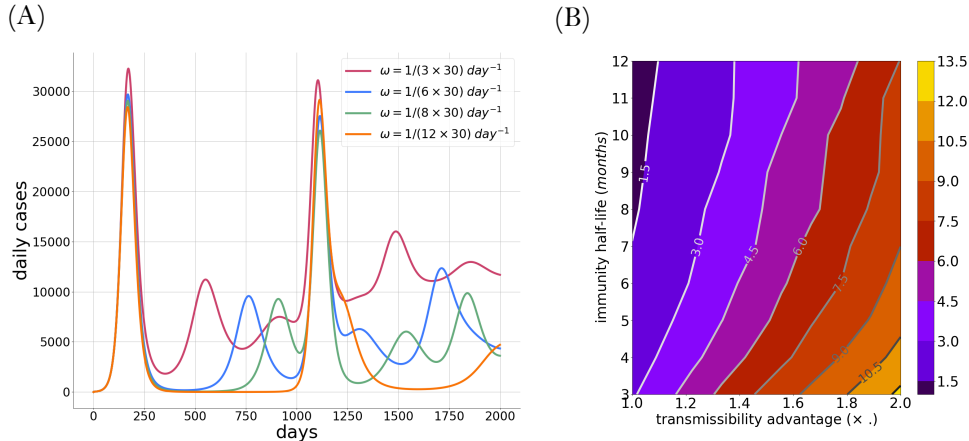 (A)
(B)
daily cases
30000
25000
20000
15000
10000
5000
0
ω = 1/(3 × 30) day⁻¹
ω = 1/(6 × 30) day⁻¹
ω = 1/(8 × 30) day⁻¹
ω = 1/(12 × 30) day⁻¹
0 250 500 750 1000 1250 1500 1750 2000
days
immunity half-life (months)
12
11
10
9
8
7
6
5
4
3
1.5
3.0
4.5
6.0
7.5
10.5
1.0 1.2 1.4 1.6 1.8 2.0
transmissibility advantage (× .)
13.5
12.0
10.5
9.0
7.5
6.0
4.5
3.0
1.5